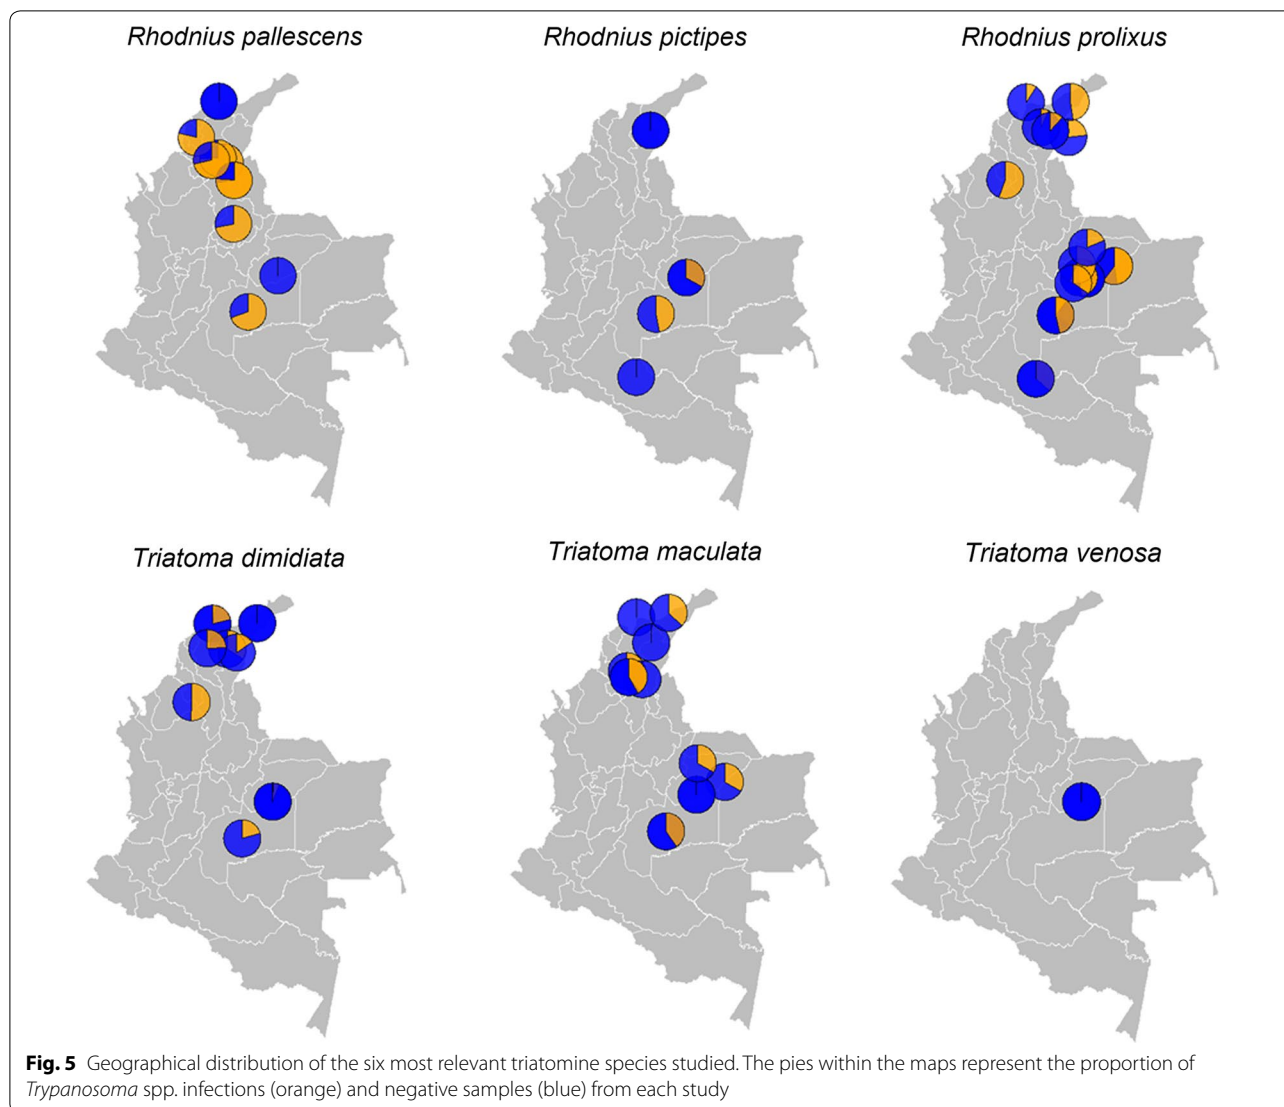 Rhodnius pallescens
Rhodnius pictipes
Rhodnius prolixus
Triatoma dimidiata
Triatoma maculata
Triatoma venosa
Fig. 5 Geographical distribution of the six most relevant triatomine species studied. The pies within the maps represent the proportion of
Trypanosoma spp. infections (orange) and negative samples (blue) from each study